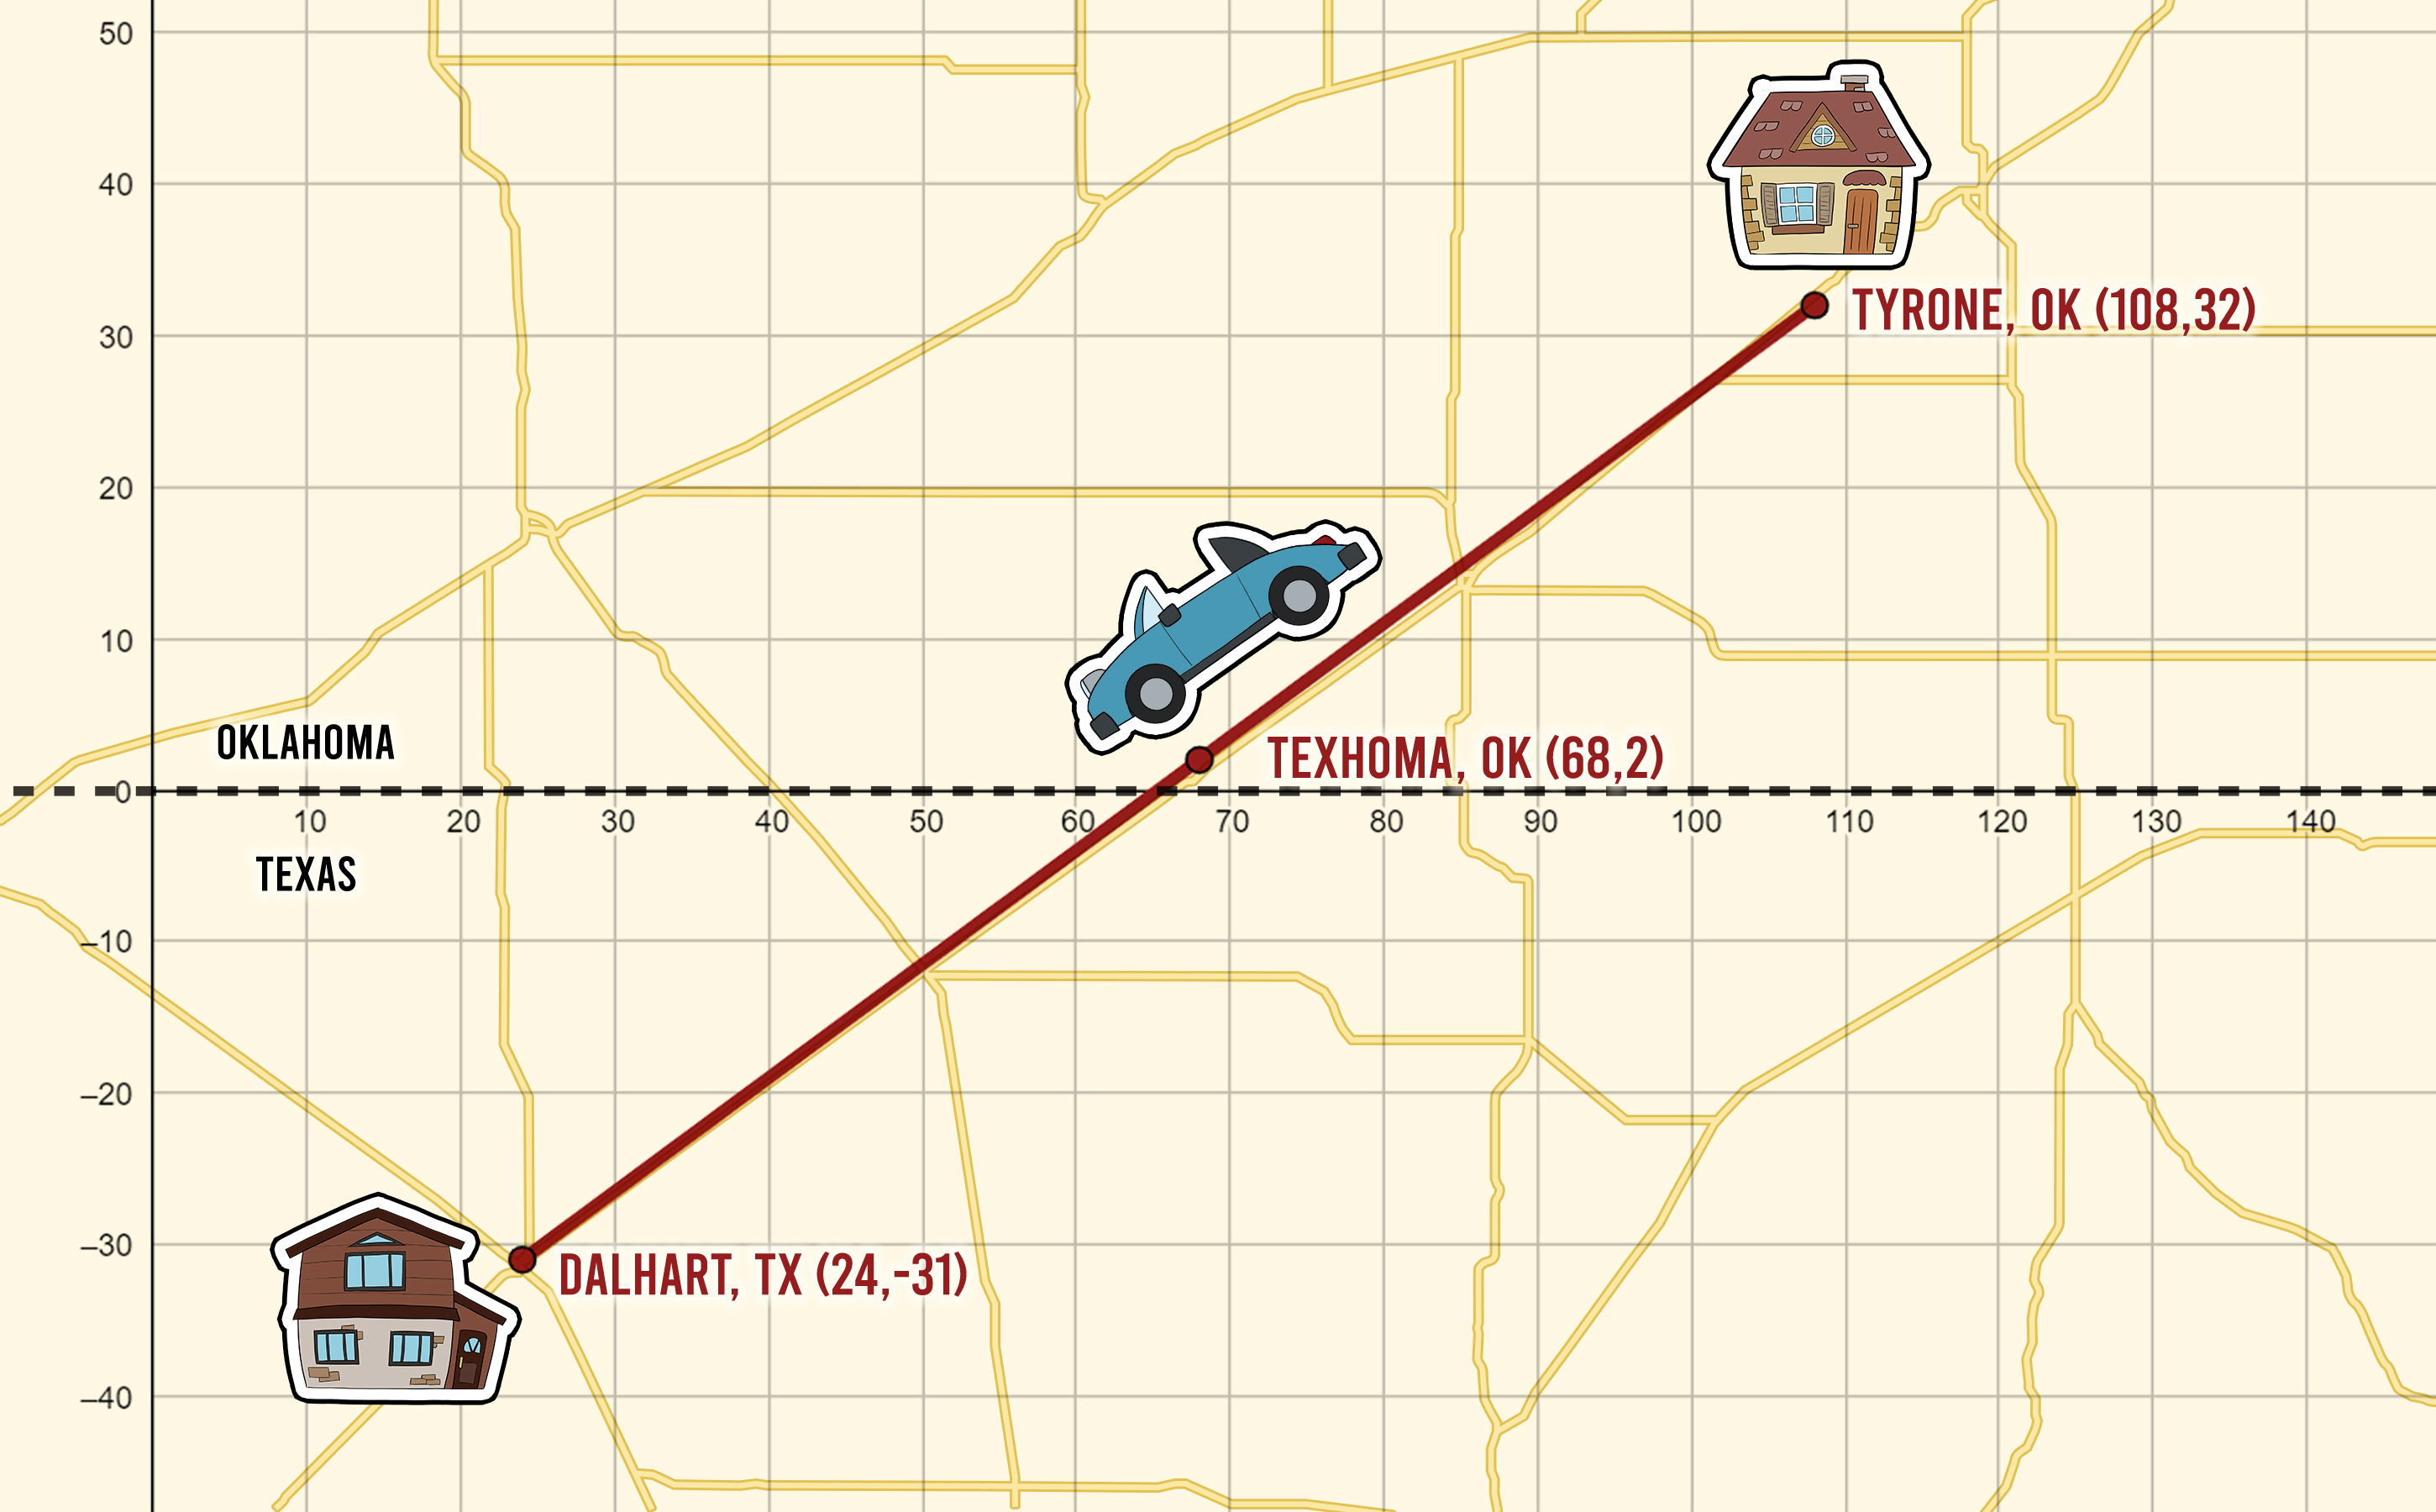 50
40
TYRONE, OK (108,32)
30
20
10
OKLAHOMA
TEXHOMA, OK (68,2)
0
10 20 30 40 50 60 70 80 90 100 110 120 130 140
TEXAS
–10
–20
–30
DALHART, TX (24,-31)
–40